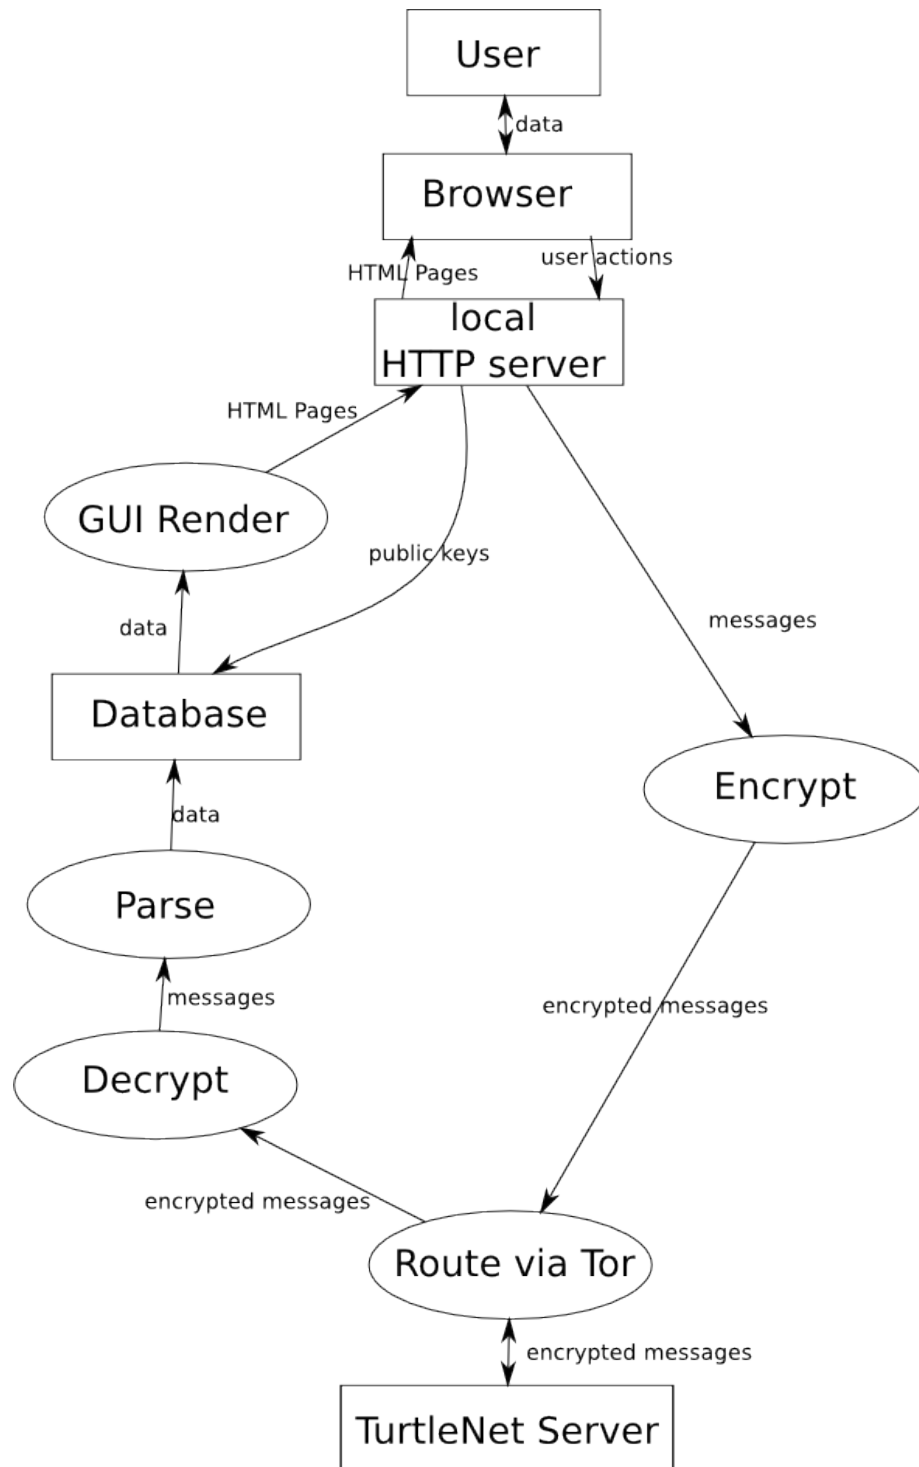 User
data
Browser
HTML Pages
user actions
local
HTTP server
HTML Pages
GUI Render
public keys
data
messages
Database
Encrypt
data
Parse
messages
encrypted messages
Decrypt
encrypted messages
Route via Tor
encrypted messages
TurtleNet Server